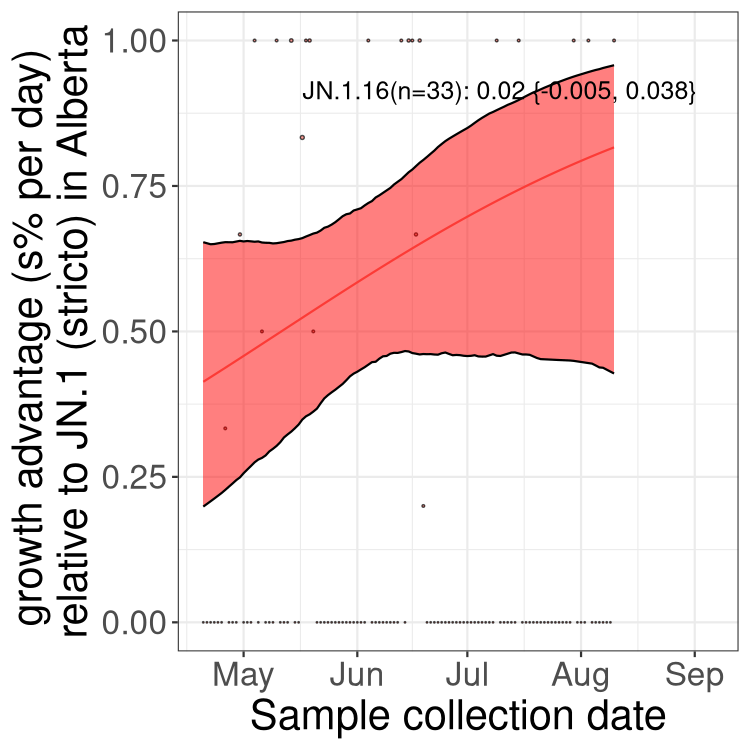 growth advantage (s% per day)
relative to JN.1 (stricto) in Alberta
1.00
0.75
0.50
0.25
0.00
JN.1.16(n=33): 0.02 {-0.005, 0.038}
May Jun Jul Aug Sep
Sample collection date